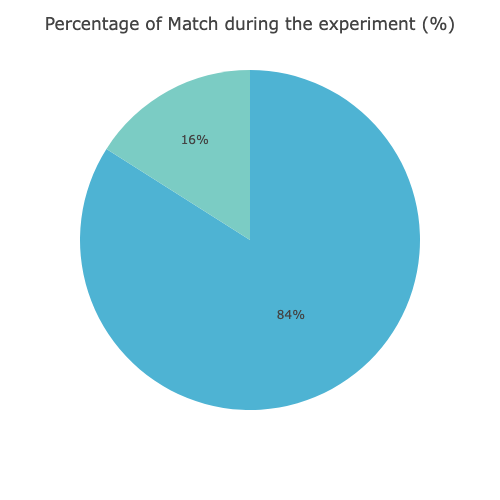 Percentage of Match during the experiment (%)
16%
84%